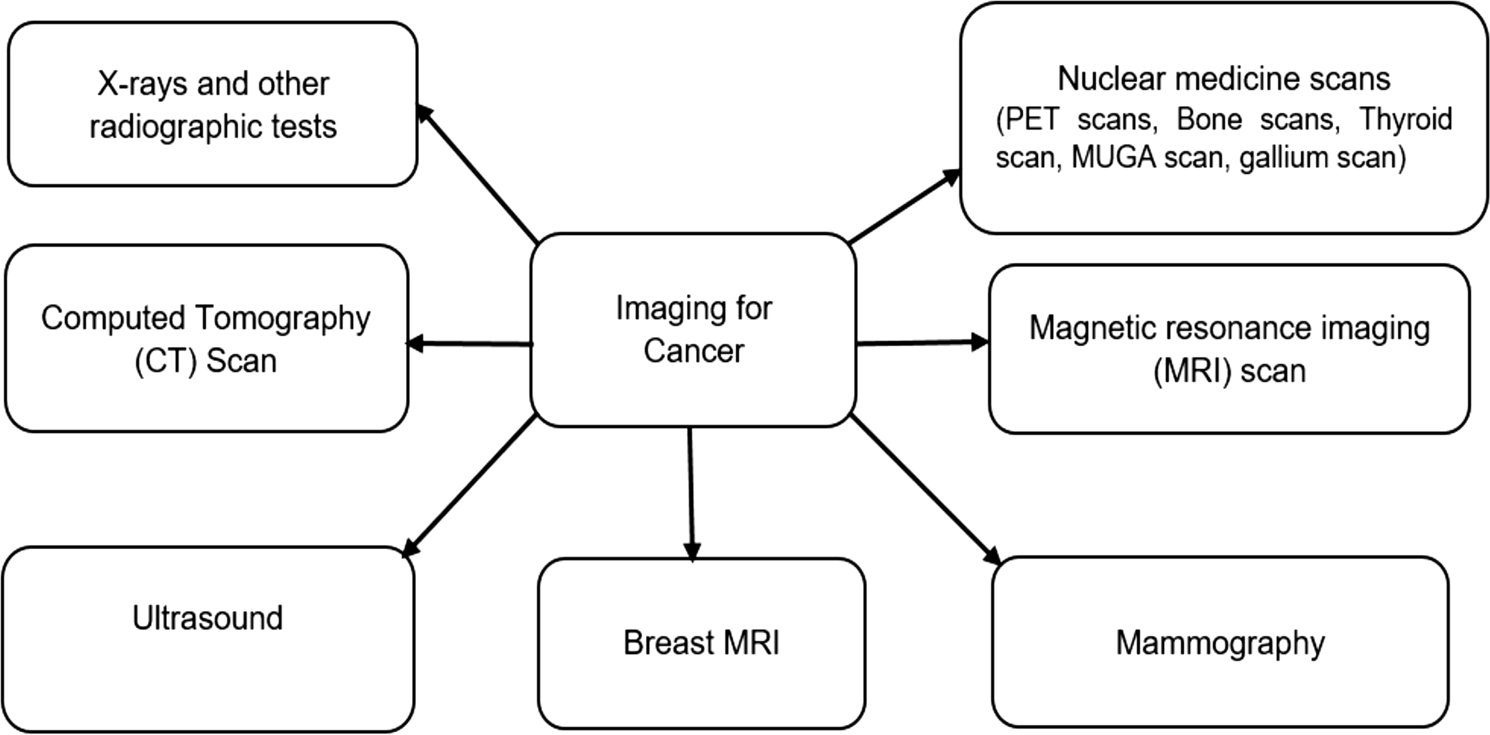 X-rays and other
radiographic tests
Nuclear medicine scans
(PET scans, Bone scans, Thyroid
scan, MUGA scan, gallium scan)
Computed Tomography
(CT) Scan
Imaging for
Cancer
Magnetic resonance imaging
(MRI) scan
Ultrasound
Breast MRI
Mammography